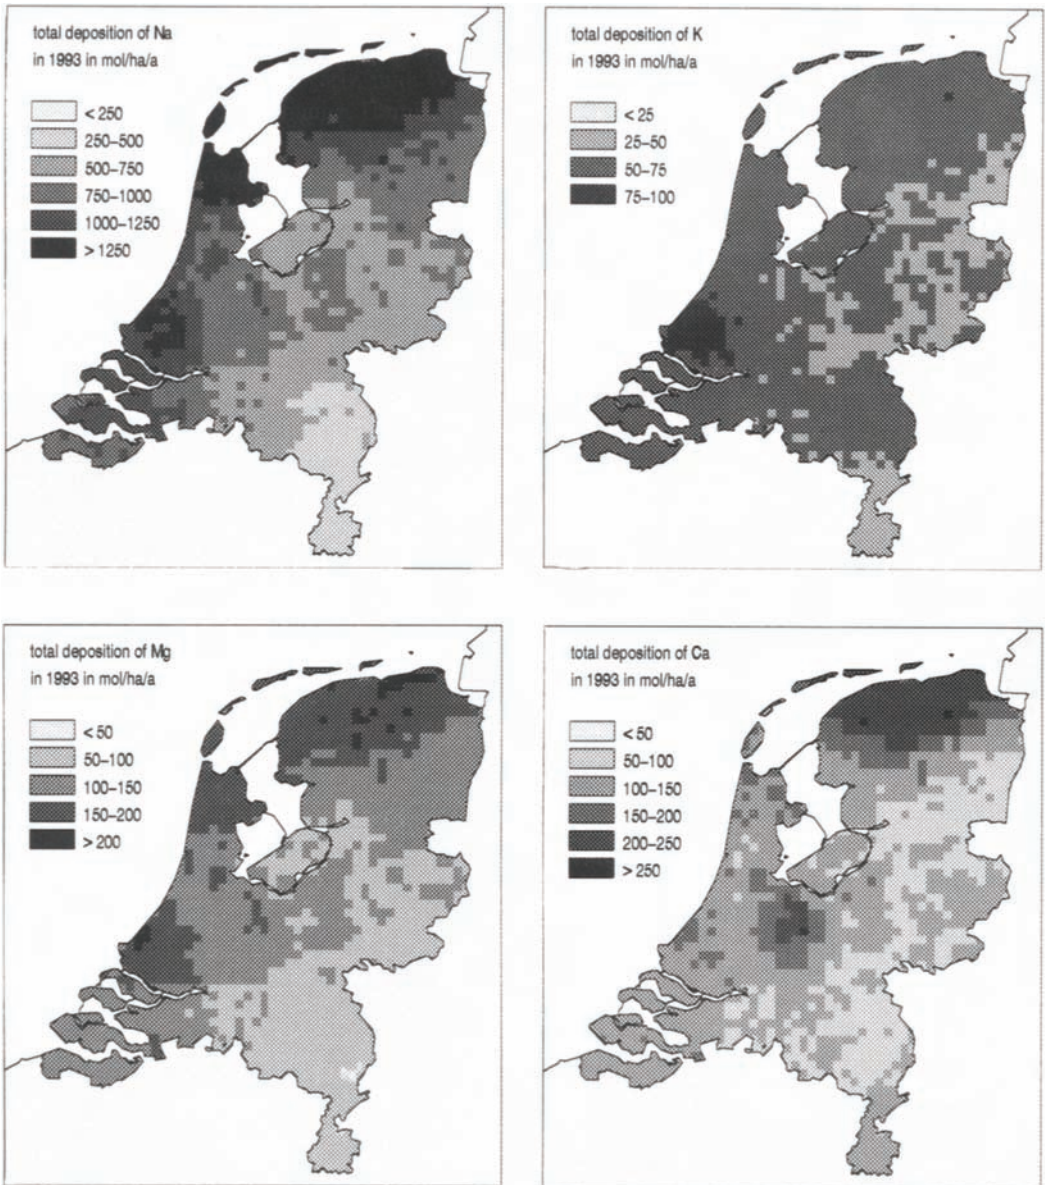 total deposition of Na
in 1993 in mol/ha/a
< 250
250–500
500–750
750–1000
1000–1250
> 1250
total deposition of K
in 1993 in mol/ha/a
< 25
25–50
50–75
75–100
total deposition of Mg
in 1993 in mol/ha/a
< 50
50–100
100–150
150–200
> 200
total deposition of Ca
in 1993 in mol/ha/a
< 50
50–100
100–150
150–200
200–250
> 250